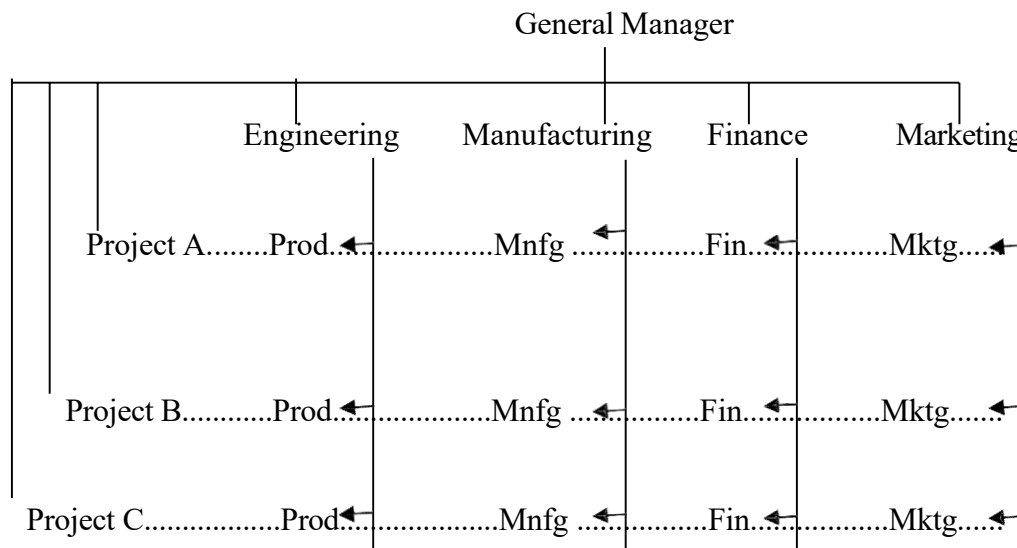 General Manager
Engineering Manufacturing Finance Marketing
Project A........Prod......................Mnfg ....................Fin.....................Mktg......
Project B............Prod.......................Mnfg ...................Fin.....................Mktg.......
Project C..................Prod.....................Mnfg ....................Fin.....................Mktg......